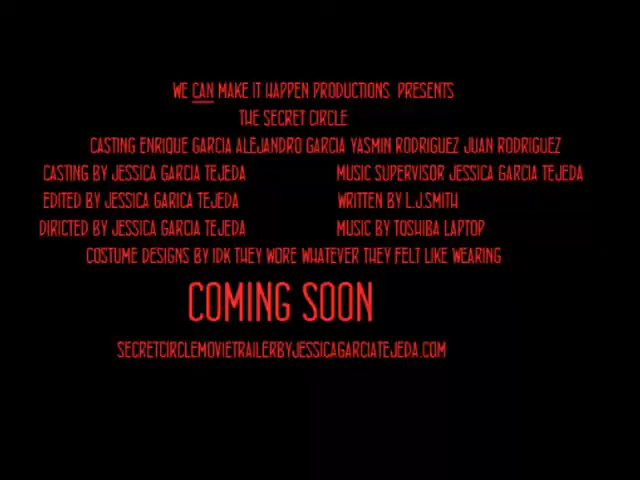 WE CAN MAKE IT HAPPEN PRODUCTIONS PRESENTS
THE SECRET CIRCLE
CASTING ENRIQUE GARCIA ALEJANDRO GARCIA YASMIN RODRIGUEZ JUAN RODRIGUEZ
CASTING BY JESSICA GARCIA TEJEDA MUSIC SUPERVISOR JESSICA GARCIA TEJEDA
EDITED BY JESSICA GARICA TEJEDA WRITTEN BY L.J.SMITH
DIRICTED BY JESSICA GARCIA TEJEDA MUSIC BY TOSHIBA LAPTOP
COSTUME DESIGNS BY IDK THEY WORE WHATEVER THEY FELT LIKE WEARING
COMING SOON
SECRETCIRCLEMOVIETRAILERBYJESSICAGARCIATEJEDA.COM